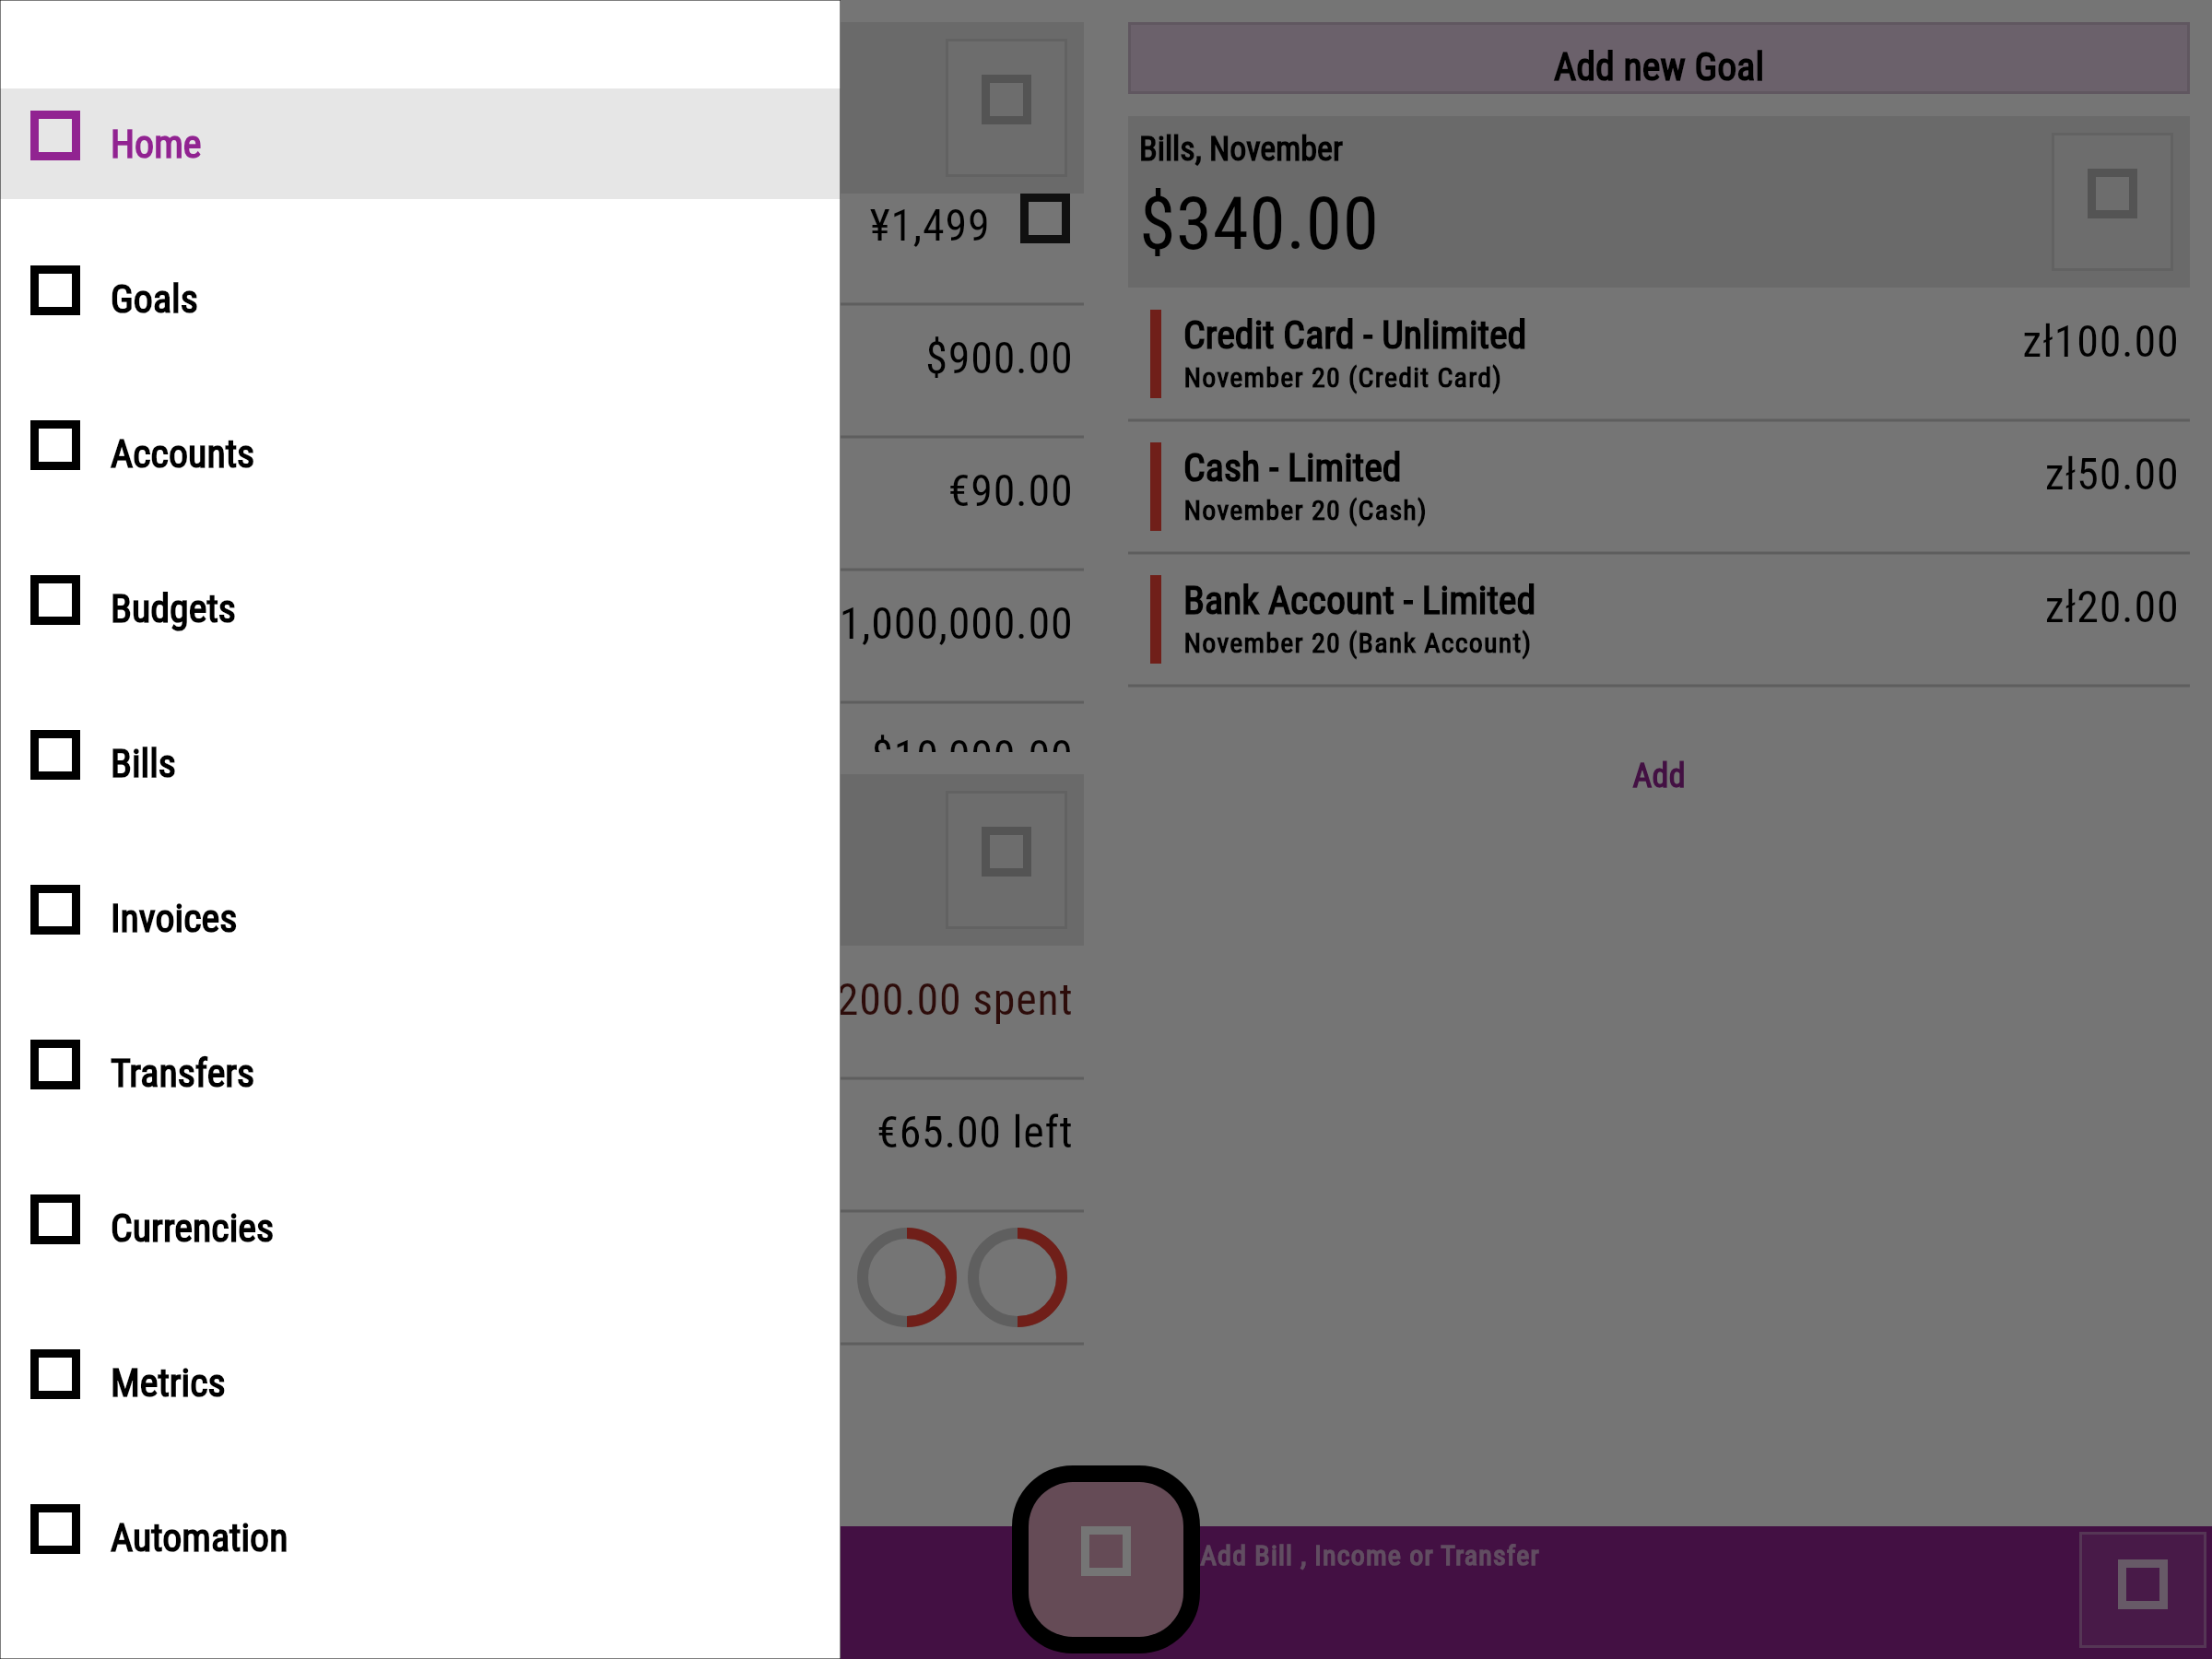 Home
Goals
Accounts
Budgets
Bills
Invoices
Transfers
Currencies
Metrics
Automation
¥1,499
$900.00
€90.00
1,000,000.00
$10,000.00
200.00 spent
€65.00 left
Add new Goal
Bills, November
$340.00
Credit Card - Unlimited
zł100.00
November 20 (Credit Card)
Cash - Limited
zł50.00
November 20 (Cash)
Bank Account - Limited
zł20.00
November 20 (Bank Account)
Add
Add Bill , Income or Transfer